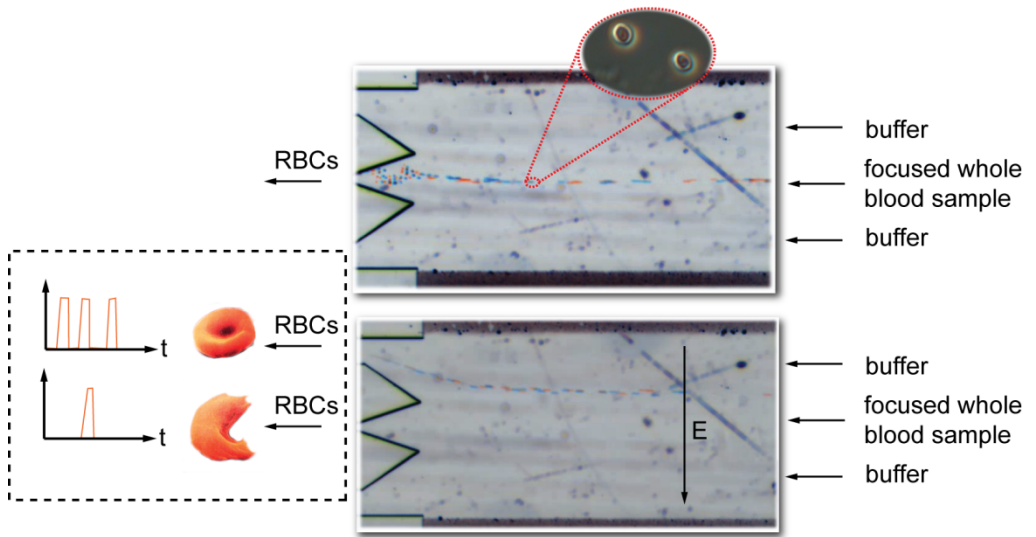 buffer
RBCs
focused whole
blood sample
buffer
t
RBCs
t
RBCs
E
buffer
focused whole
blood sample
buffer